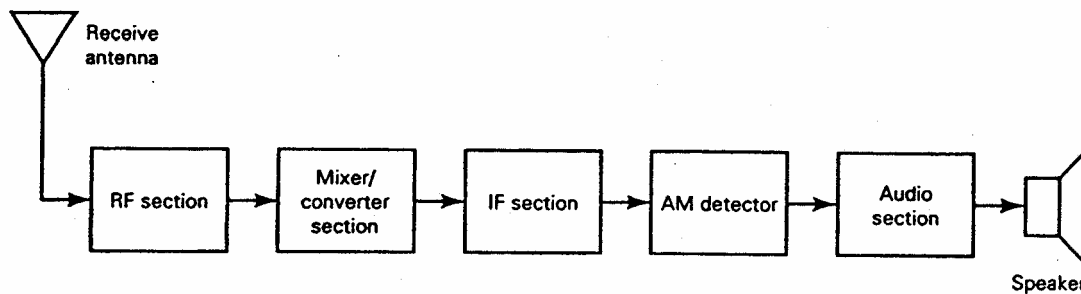 Receive
antenna
RF section
Mixer/
converter
section
IF section
AM detector
Audio
section
Speaker